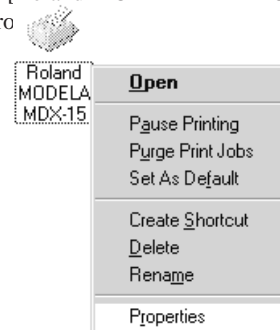 ro
Roland
MODELA
MDX-15
Open
Pause Printing
Purge Print Jobs
Set As Default
Create Shortcut
Delete
Rename
Properties